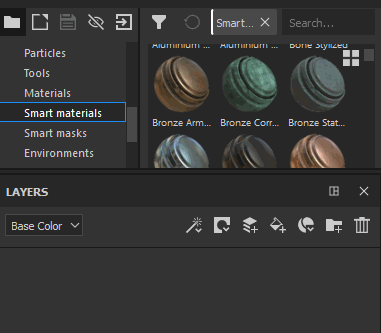 Smart...
Search...
Particles
Tools
Materials
Smart materials
Smart masks
Environments
Aluminium ... Aluminium ... Bone Stylized
Bronze Arm... Bronze Corr... Bronze Stat...
LAYERS
Base Color